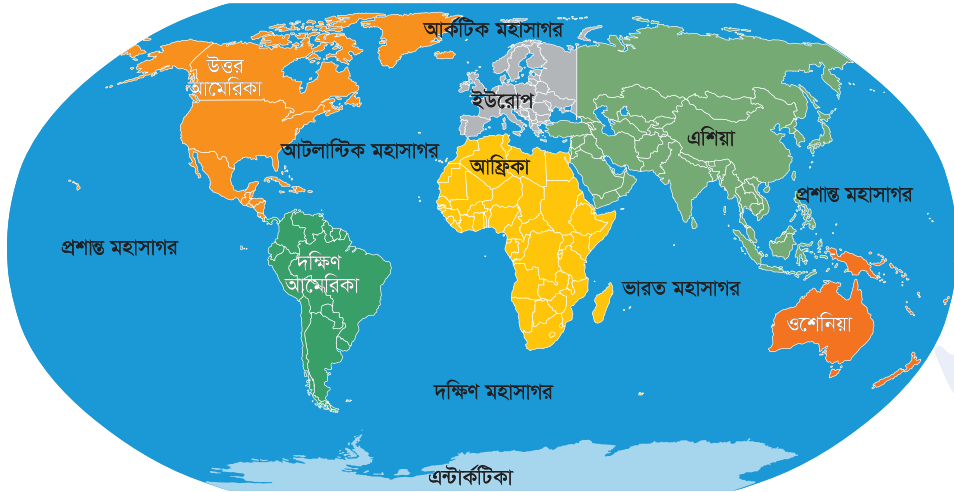 আর্কটিক মহাসাগর
উত্তর
আমেরিকা
ইউরোপ
এশিয়া
আটলান্টিক মহাসাগর
আফ্রিকা
প্রশান্ত মহাসাগর
প্রশান্ত মহাসাগর
দক্ষিণ
আমেরিকা
ভারত মহাসাগর
ওশেনিয়া
দক্ষিণ মহাসাগর
এন্টার্কটিকা